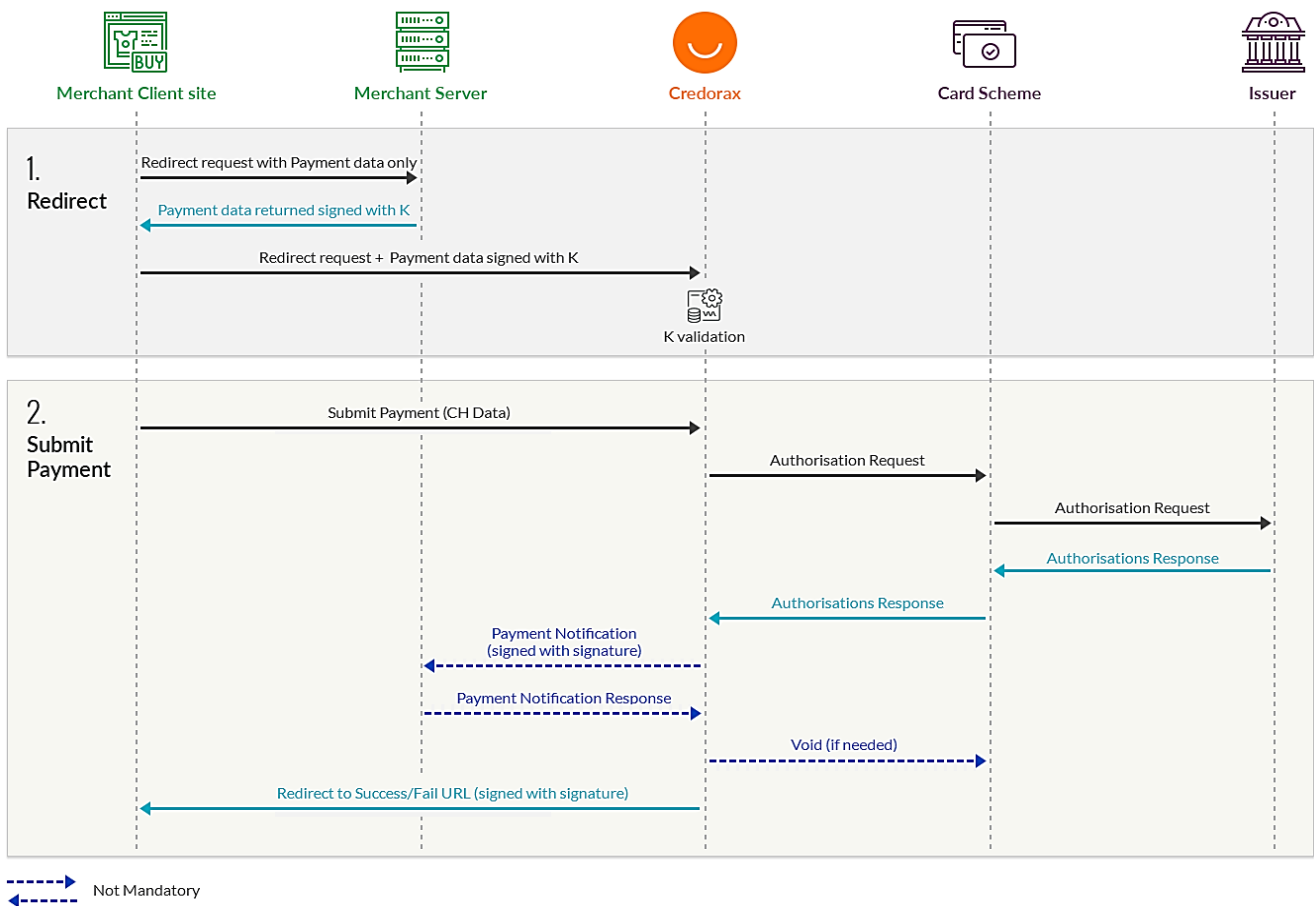 BUY
Merchant Client site
Merchant Server
Credorax
Card Scheme
Issuer
1.
Redirect
Redirect request with Payment data only
Payment data returned signed with K
Redirect request + Payment data signed with K
K validation
2.
Submit
Payment
Submit Payment (CH Data)
Authorisation Request
Authorisation Request
Authorisations Response
Authorisations Response
Payment Notification
(signed with signature)
Payment Notification Response
Void (if needed)
Redirect to Success/Fail URL (signed with signature)
Not Mandatory